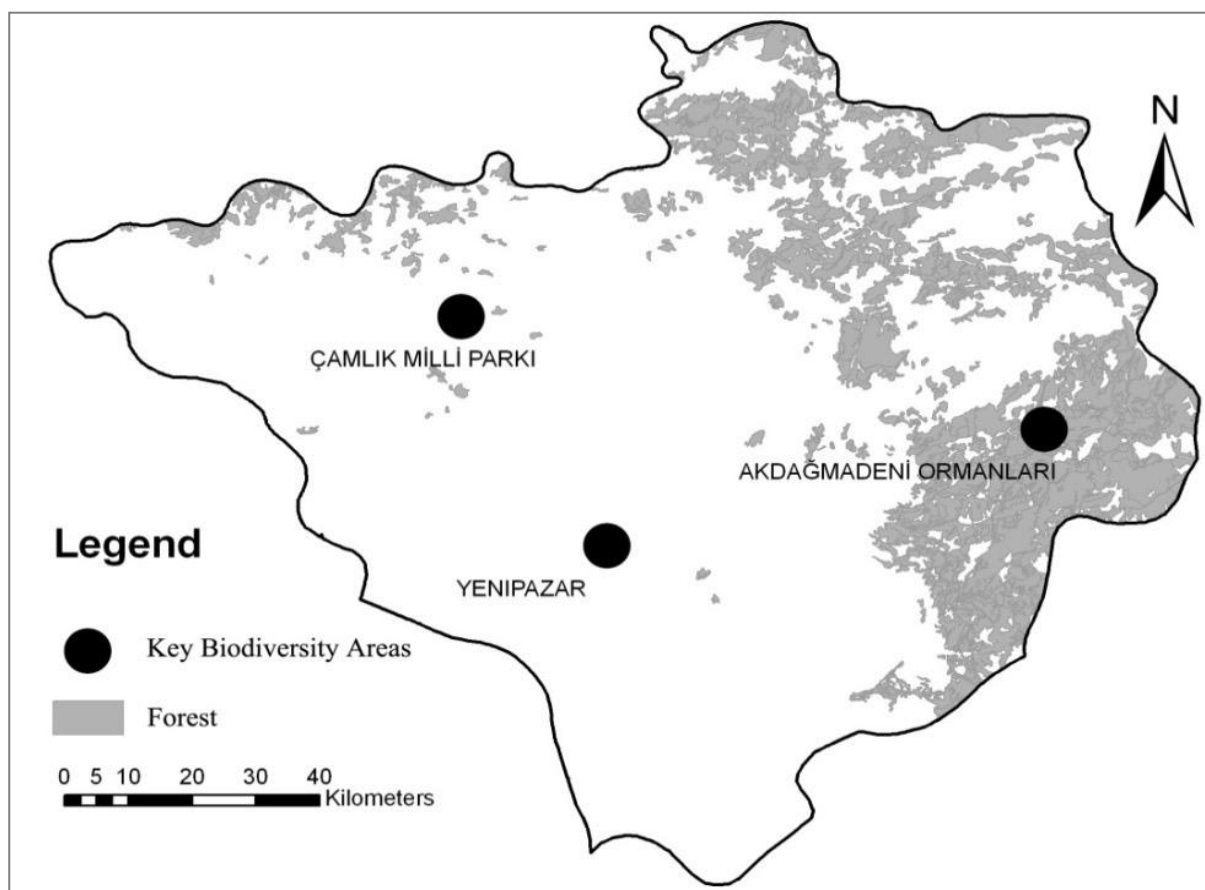 N
ÇAMLIK MİLLİ PARKI
AKDAĞMADENİ ORMANLARI
YENIPAZAR
Legend
Key Biodiversity Areas
Forest
0 5 10 20 30 40
Kilometers